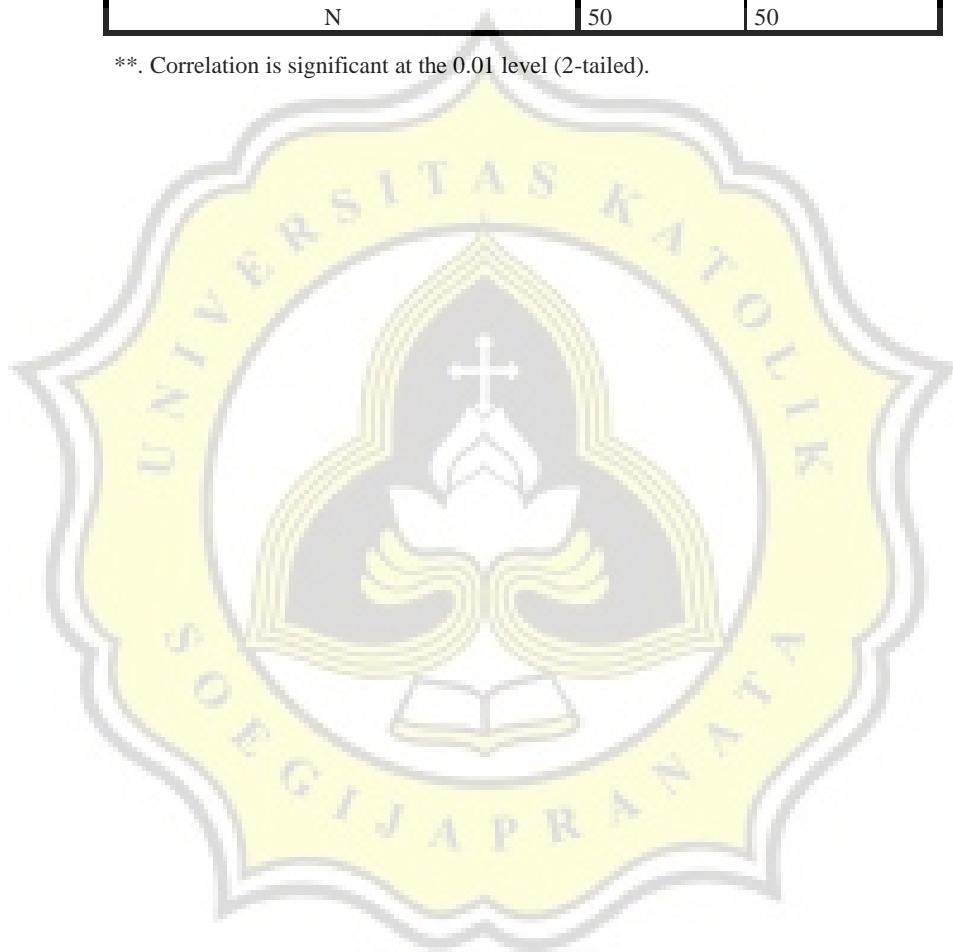 N 50 50
**. Correlation is significant at the 0.01 level (2-tailed).
UNIVERSITAS KATOLIK
SOEGIJAPRANATA